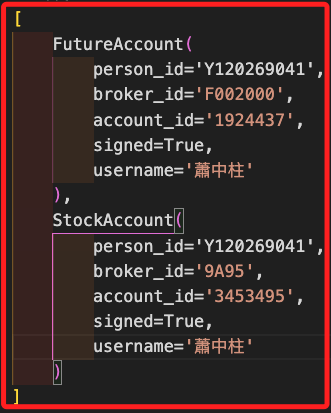 [
FutureAccount(
person_id='Y120269041',
broker_id='F002000',
account_id='1924437',
signed=True,
username='蕭中柱'
),
StockAccount(
person_id='Y120269041',
broker_id='9A95',
account_id='3453495',
signed=True,
username='蕭中柱'
)
]